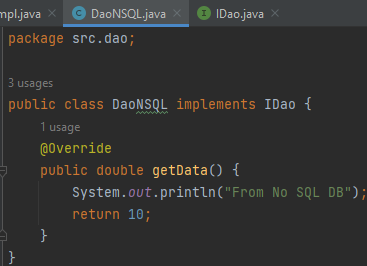 mpl.java DaoNSQL.java IDao.java
package src.dao;
3 usages
public class DaoNSQL implements IDao {
1 usage
@Override
public double getData() {
System.out.println("From No SQL DB");
return 10;
}
}